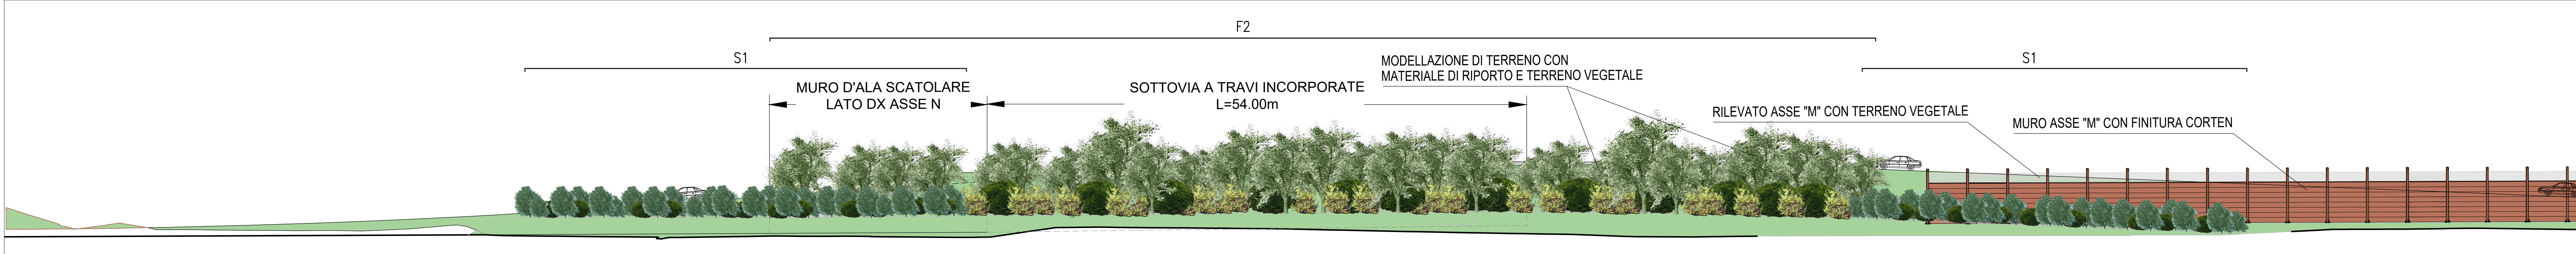 F2
S1
MURO D'ALA SCATOLARE
LATO DX ASSE N
SOTTOVIA A TRAVI INCORPORATE
L=54.00m
MODELLAZIONE DI TERRENO CON
MATERIALE DI RIPORTO E TERRENO VEGETALE
S1
RILEVATO ASSE "M" CON TERRENO VEGETALE
MURO ASSE "M" CON FINITURA CORTEN